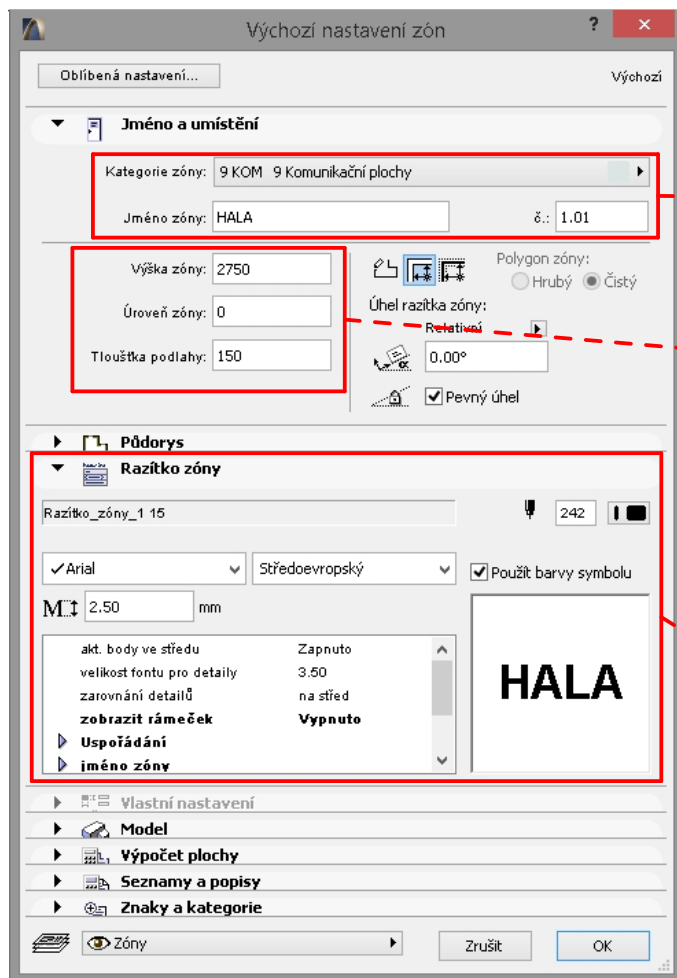 Výchozí nastavení zón ? ×
Oblíbená nastavení... Výchozí
Jméno a umístění
Kategorie zóny: 9 KOM 9 Komunikační plochy
Jméno zóny: HALA č.: 1.01
Výška zóny: 2750
Polygon zóny:
Hrubý Čistý
Úroveň zóny: 0
Úhel razítka zóny:
Relativní
Tloušťka podlahy: 150
α 0.00°
Pevný úhel
Půdorys
Razítko zóny
Razítko_zóny_1 15 242
Arial Středoevropský Použít barvy symbolu
M 2.50 mm
akt. body ve středu Zapnuto
velikost fontu pro detaily 3.50
zarovnání detailů na střed
zobrazit rámeček Vypnuto
Uspořádání
jméno zóny
HALA
Vlastní nastavení
Model
Výpočet plochy
Seznamy a popisy
Znaky a kategorie
Zóny Zrušit OK